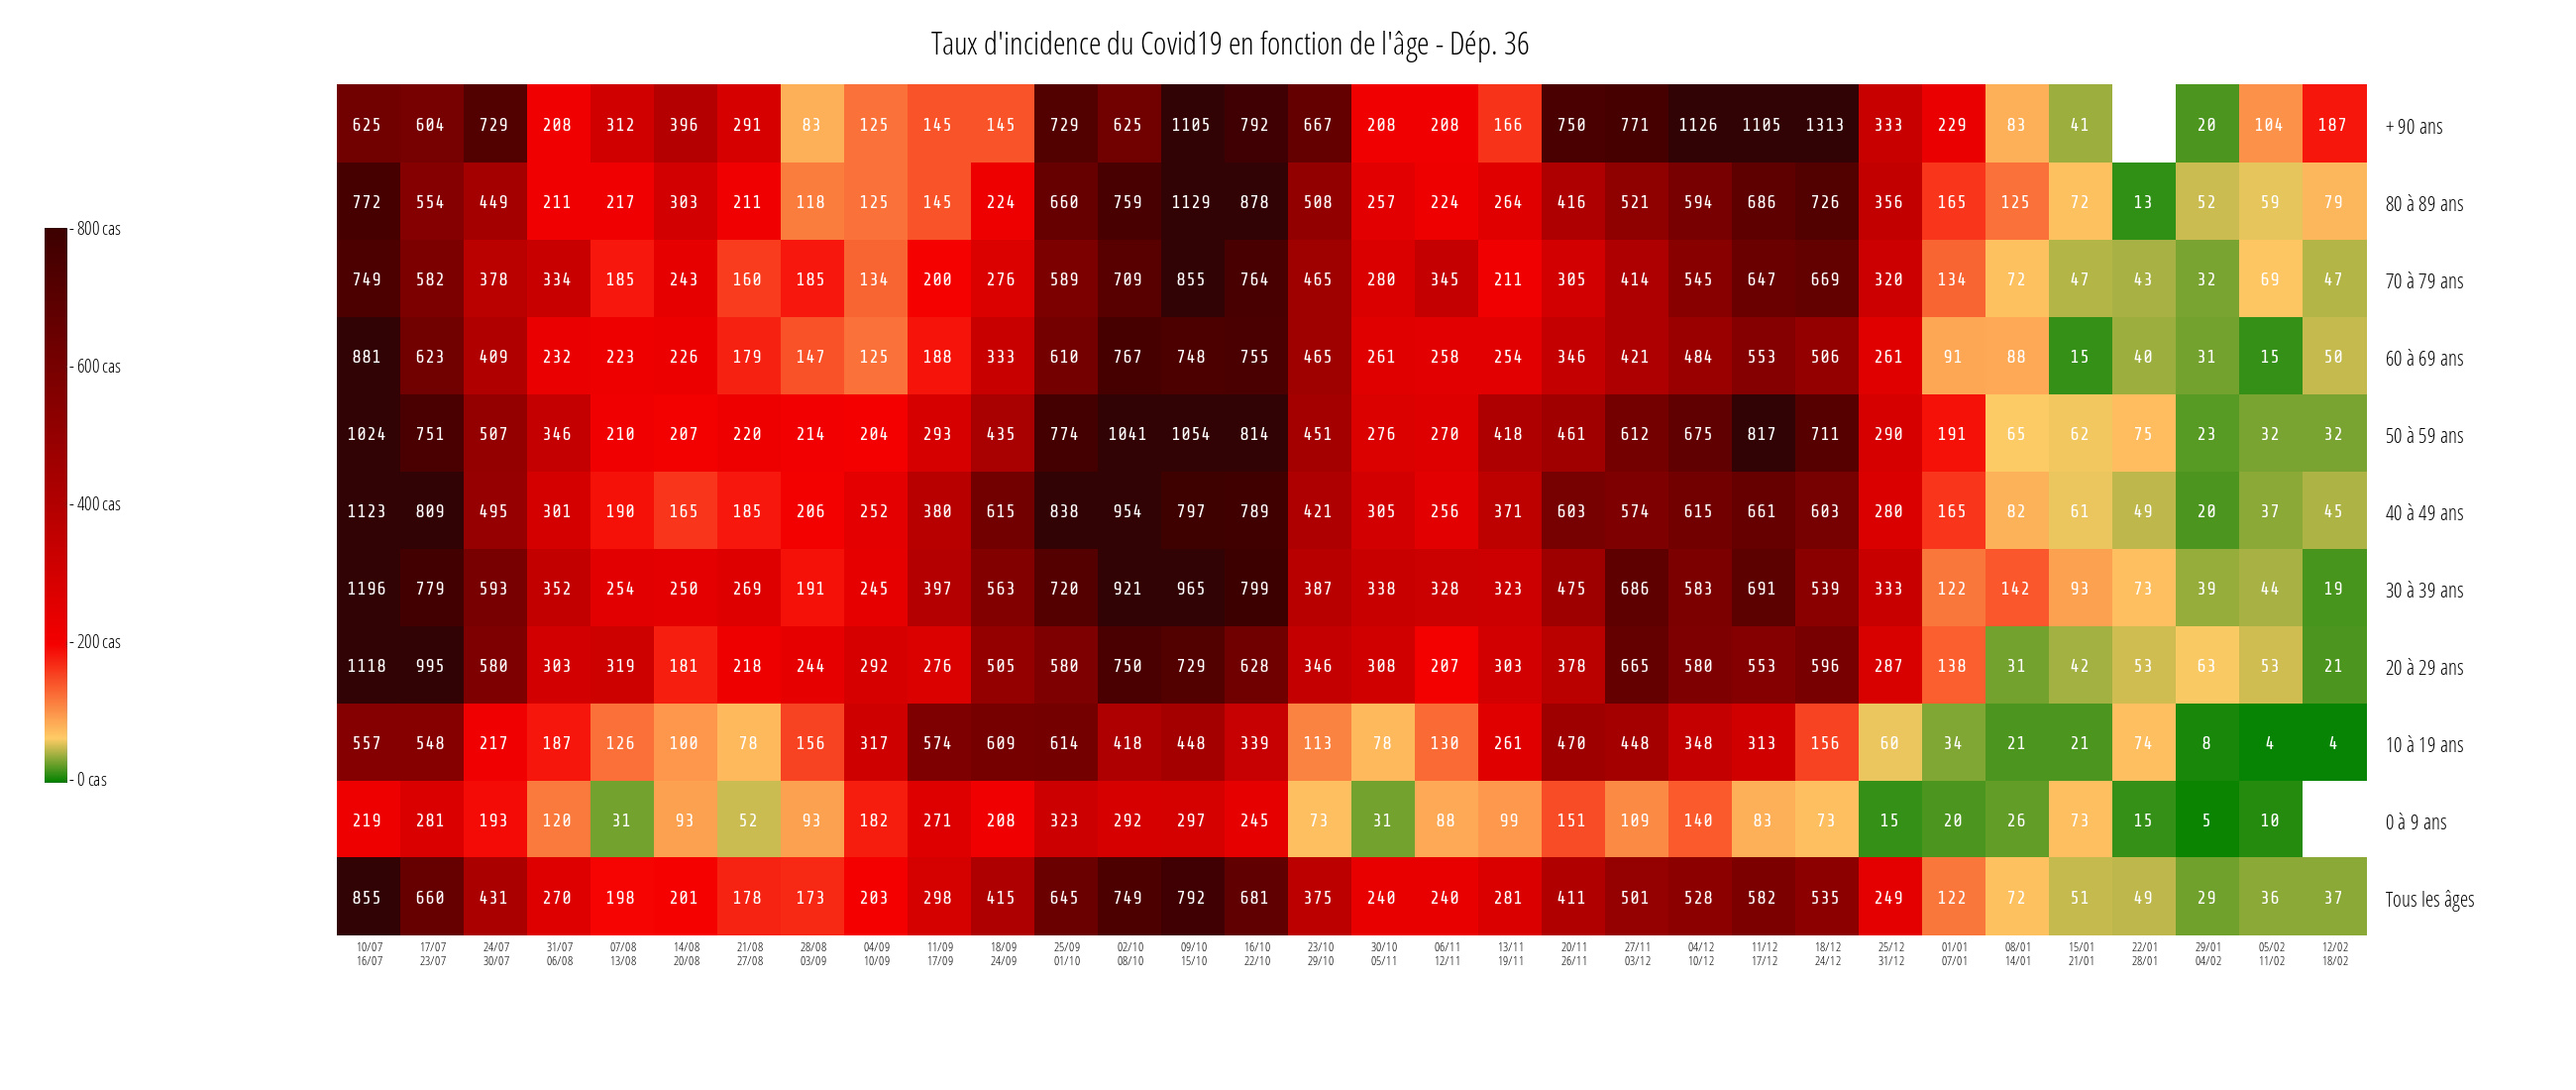 Taux d'incidence du Covid19 en fonction de l'âge - Dép. 36
- 800 cas
- 600 cas
- 400 cas
- 200 cas
- 0 cas
625 604 729 208 312 396 291 83 125 145 145 729 625 1105 792 667 208 208 166 750 771 1126 1105 1313 333 229 83 41 20 104 187 + 90 ans
772 554 449 211 217 303 211 118 125 145 224 660 759 1129 878 508 257 224 264 416 521 594 686 726 356 165 125 72 13 52 59 79 80 à 89 ans
749 582 378 334 185 243 160 185 134 200 276 589 709 855 764 465 280 345 211 305 414 545 647 669 320 134 72 47 43 32 69 47 70 à 79 ans
881 623 409 232 223 226 179 147 125 188 333 610 767 748 755 465 261 258 254 346 421 484 553 506 261 91 88 15 40 31 15 50 60 à 69 ans
1024 751 507 346 210 207 220 214 204 293 435 774 1041 1054 814 451 276 270 418 461 612 675 817 711 290 191 65 62 75 23 32 32 50 à 59 ans
1123 809 495 301 190 165 185 206 252 380 615 838 954 797 789 421 305 256 371 603 574 615 661 603 280 165 82 61 49 20 37 45 40 à 49 ans
1196 779 593 352 254 250 269 191 245 397 563 720 921 965 799 387 338 328 323 475 686 583 691 539 333 122 142 93 73 39 44 19 30 à 39 ans
1118 995 580 303 319 181 218 244 292 276 505 580 750 729 628 346 308 207 303 378 665 580 553 596 287 138 31 42 53 63 53 21 20 à 29 ans
557 548 217 187 126 100 78 156 317 574 609 614 418 448 339 113 78 130 261 470 448 348 313 156 60 34 21 21 74 8 4 4 10 à 19 ans
219 281 193 120 31 93 52 93 182 271 208 323 292 297 245 73 31 88 99 151 109 140 83 73 15 20 26 73 15 5 10 0 à 9 ans
855 660 431 270 198 201 178 173 203 298 415 645 749 792 681 375 240 240 281 411 501 528 582 535 249 122 72 51 49 29 36 37 Tous les âges
10/07 17/07 24/07 31/07 07/08 14/08 21/08 28/08 04/09 11/09 18/09 25/09 02/10 09/10 16/10 23/10 30/10 06/11 13/11 20/11 27/11 04/12 11/12 18/12 25/12 01/01 08/01 15/01 22/01 29/01 05/02 12/02
16/07 23/07 30/07 06/08 13/08 20/08 27/08 03/09 10/09 17/09 24/09 01/10 08/10 15/10 22/10 29/10 05/11 12/11 19/11 26/11 03/12 10/12 17/12 24/12 31/12 07/01 14/01 21/01 28/01 04/02 11/02 18/02